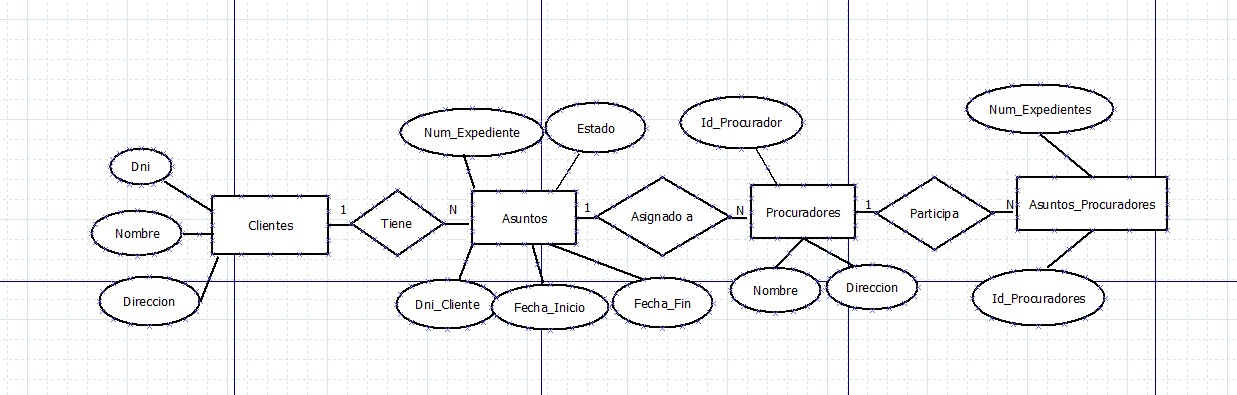 Dni
Nombre
Direccion
Clientes
1
Tiene
N
Num_Expediente
Estado
Asuntos
Dni_Cliente
Fecha_Inicio
Fecha_Fin
1
Asignado a
N
Id_Procurador
Procuradores
Nombre
Direccion
1
Participa
N
Num_Expedientes
Asuntos_Procuradores
Id_Procuradores